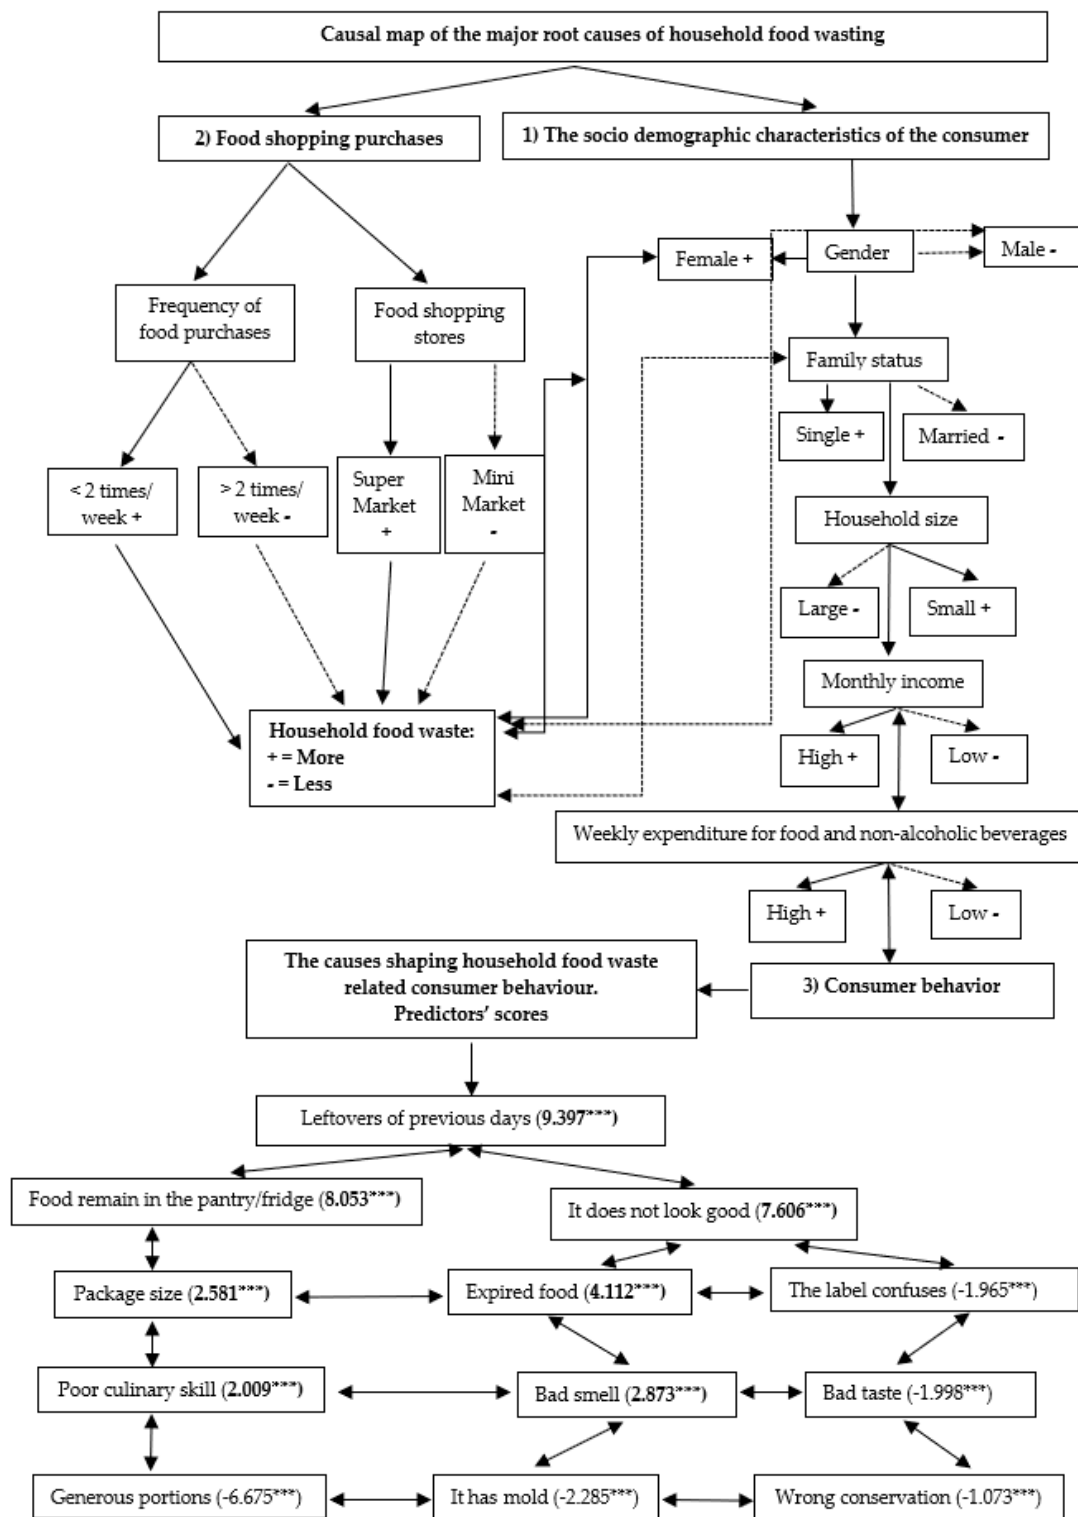 Causal map of the major root causes of household food wasting
2) Food shopping purchases
1) The socio demographic characteristics of the consumer
Female +
Gender
Male -
Frequency of
food purchases
Food shopping
stores
Family status
Single +
Married -
< 2 times/
week +
> 2 times/
week -
Super
Market
+
Mini
Market
-
Household size
Large -
Small +
Monthly income
Household food waste:
+ = More
- = Less
High +
Low -
Weekly expenditure for food and non-alcoholic beverages
High +
Low -
The causes shaping household food waste
related consumer behaviour.
Predictors' scores
3) Consumer behavior
Leftovers of previous days (9.397***)
Food remain in the pantry/fridge (8.053***)
It does not look good (7.606***)
Package size (2.581***)
Expired food (4.112***)
The label confuses (-1.965***)
Poor culinary skill (2.009***)
Bad smell (2.873***)
Bad taste (-1.998***)
Generous portions (-6.675***)
It has mold (-2.285***)
Wrong conservation (-1.073***)